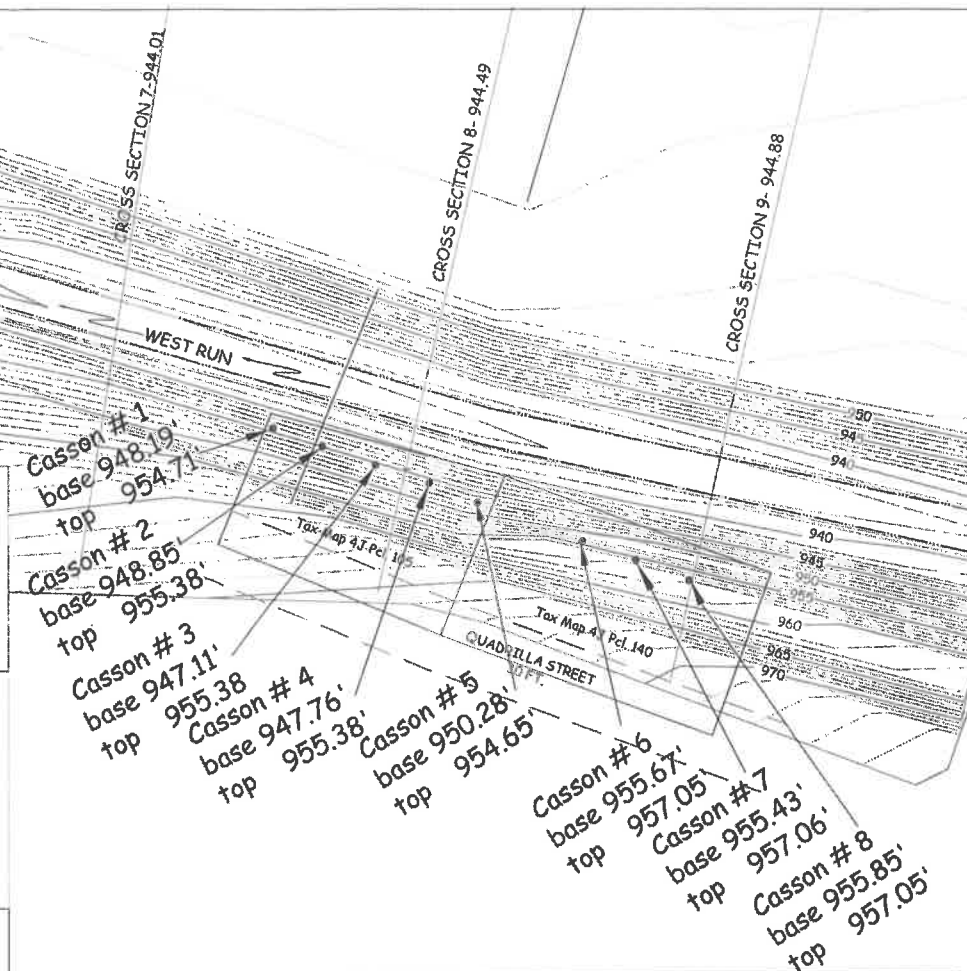 CROSS SECTION 7-944.01
CROSS SECTION 8- 944.49
CROSS SECTION 9- 944.88
WEST RUN
950
940
940
945
950
955
960
965
970
Casson # 1
base 948.19'
top 954.71'
Casson # 2
base 948.85'
top 955.38'
Casson # 3
base 947.11'
top 955.38
Casson # 4
base 947.76'
top 955.38'
Casson # 5
base 950.28'
top 954.65'
Casson # 6
base 955.67'
top 957.05'
Casson # 7
base 955.43'
top 957.06'
Casson # 8
base 955.85'
top 957.05'
Tax Map 4J Pcl 105
Tax Map 4J Pcl. 140
QUADRILLA STREET
FT.